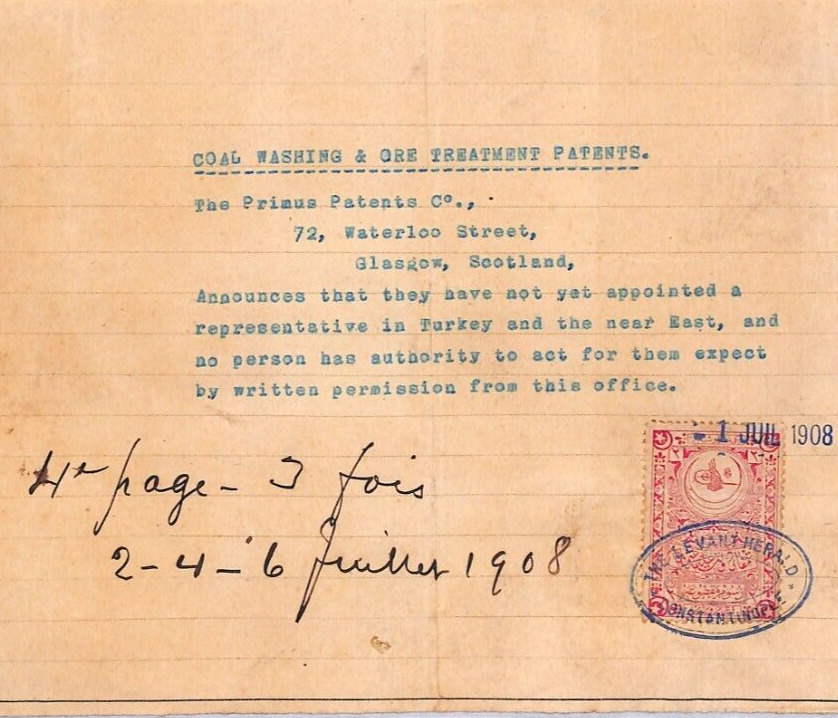 COAL WASHING & ORE TREATMENT PATENTS.
The Primus Patents Cº.,
72, Waterloo Street,
Glasgow, Scotland,
Announces that they have not yet appointed a
representative in Turkey and the near East, and
no person has authority to act for them expect
by written permission from this office.
- 1 JUIL 1908
4e page - 3 fois
2 - 4 - 6 Juillet 1908
THE LEVANT HERALD
CONSTANTINOPLE